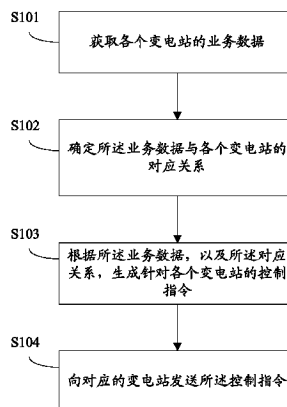 S101
获取各个变电站的业务数据
S102
确定所述业务数据与各个变电站的
对应关系
S103
根据所述业务数据，以及所述对应
关系，生成针对各个变电站的控制
指令
S104
向对应的变电站发送所述控制指令